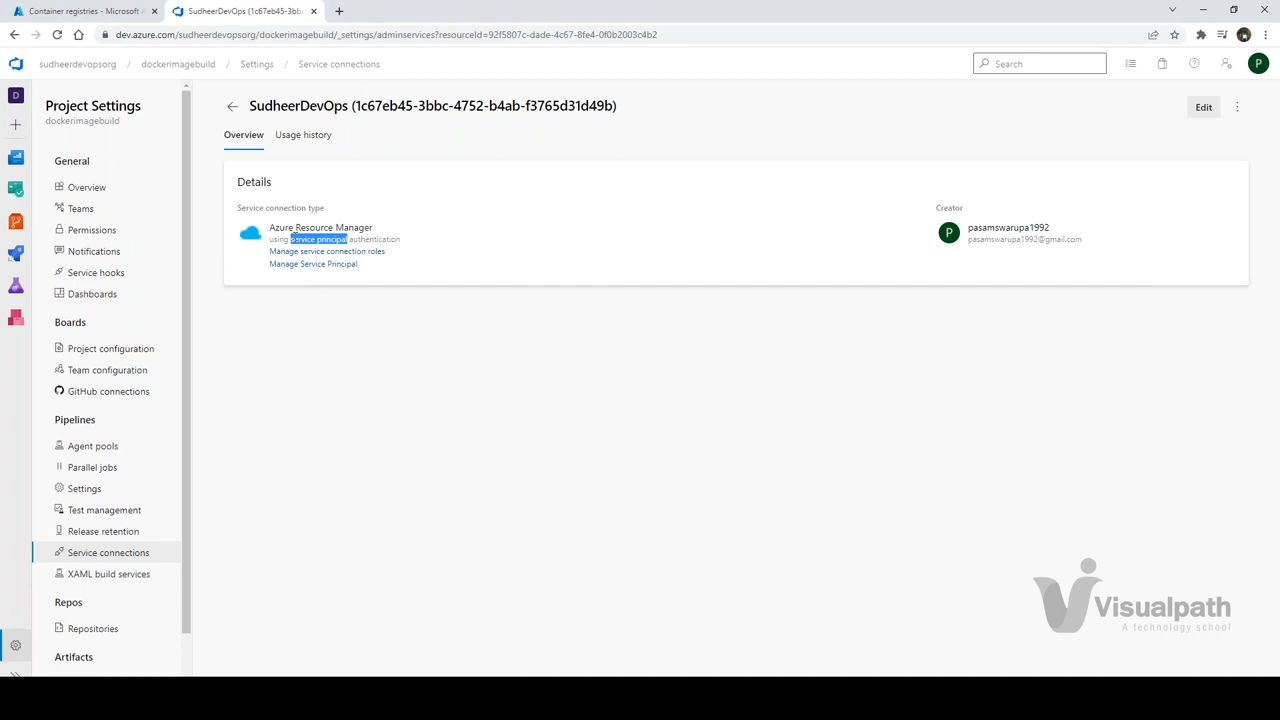 Container registries - Microsoft A
SudheerDevOps (1c67eb45-3bbc
dev.azure.com/sudheerdevopsorg/dockerimagebuild/_settings/adminservices?resourceId=92f5807c-dade-4c67-8fe4-0f0b2003c4b2
sudheerdevopsorg / dockerimagebuild / Settings / Service connections
Search
P
D
Project Settings
dockerimagebuild
General
Overview
Teams
Permissions
Notifications
Service hooks
Dashboards
Boards
Project configuration
Team configuration
GitHub connections
Pipelines
Agent pools
Parallel jobs
Settings
Test management
Release retention
Service connections
XAML build services
Repos
Repositories
Artifacts
SudheerDevOps (1c67eb45-3bbc-4752-b4ab-f3765d31d49b)
Edit
Overview
Usage history
Details
Service connection type
Azure Resource Manager
using service principal authentication
Manage service connection roles
Manage Service Principal
Creator
P
pasamswarupa1992
pasamswarupa1992@gmail.com
Visualpath
A technology school